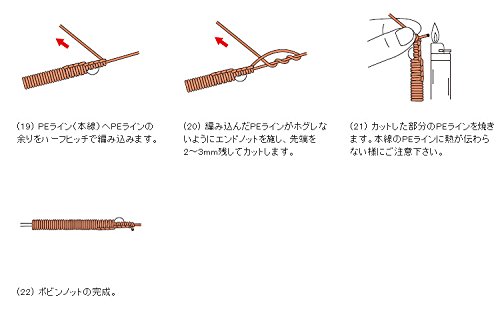 (19) PEライン(本線)へPEラインの
余りをハーフヒッチで編み込みます。
(20) 編み込んだPEラインがホグレな
いようにエンドノットを施し、先端を
2～3mm残してカットします。
(21) カットした部分のPEラインを焼き
ます。本線のPEラインに熱が伝わら
ない様にご注意下さい。
(22) ボビンノットの完成。